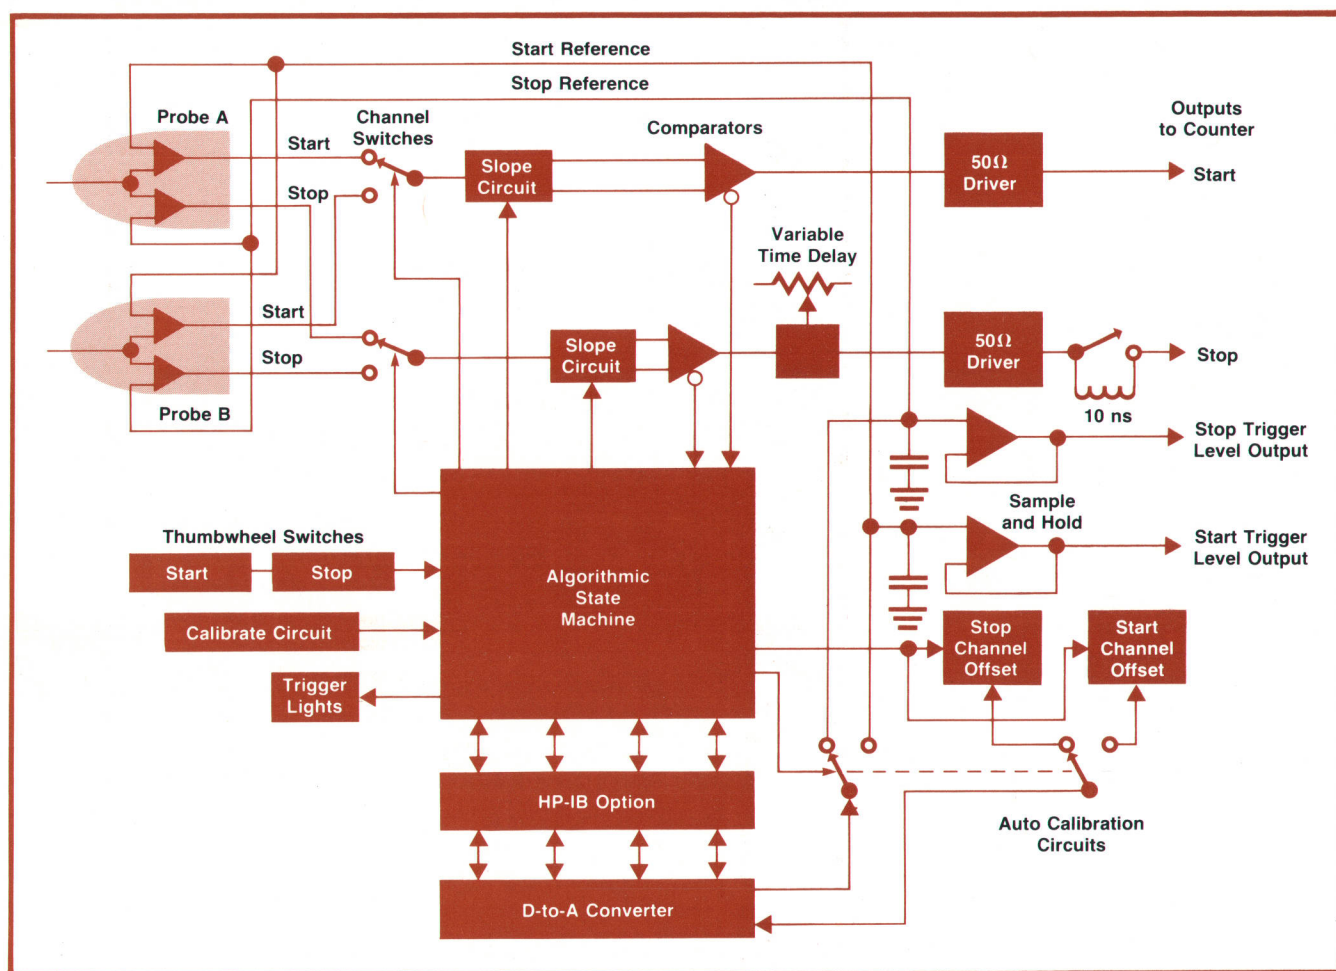 Start Reference
Stop Reference
Probe A
Start
Stop
Channel
Switches
Slope
Circuit
Comparators
50Ω
Driver
Outputs
to Counter
Start
Variable
Time Delay
Start
Stop
Probe B
Slope
Circuit
50Ω
Driver
Stop
10 ns
Stop Trigger
Level Output
Sample
and Hold
Start Trigger
Level Output
Thumbwheel Switches
Start
Stop
Calibrate Circuit
Trigger
Lights
Algorithmic
State
Machine
Stop
Channel
Offset
Start
Channel
Offset
HP-IB Option
Auto Calibration
Circuits
D-to-A Converter